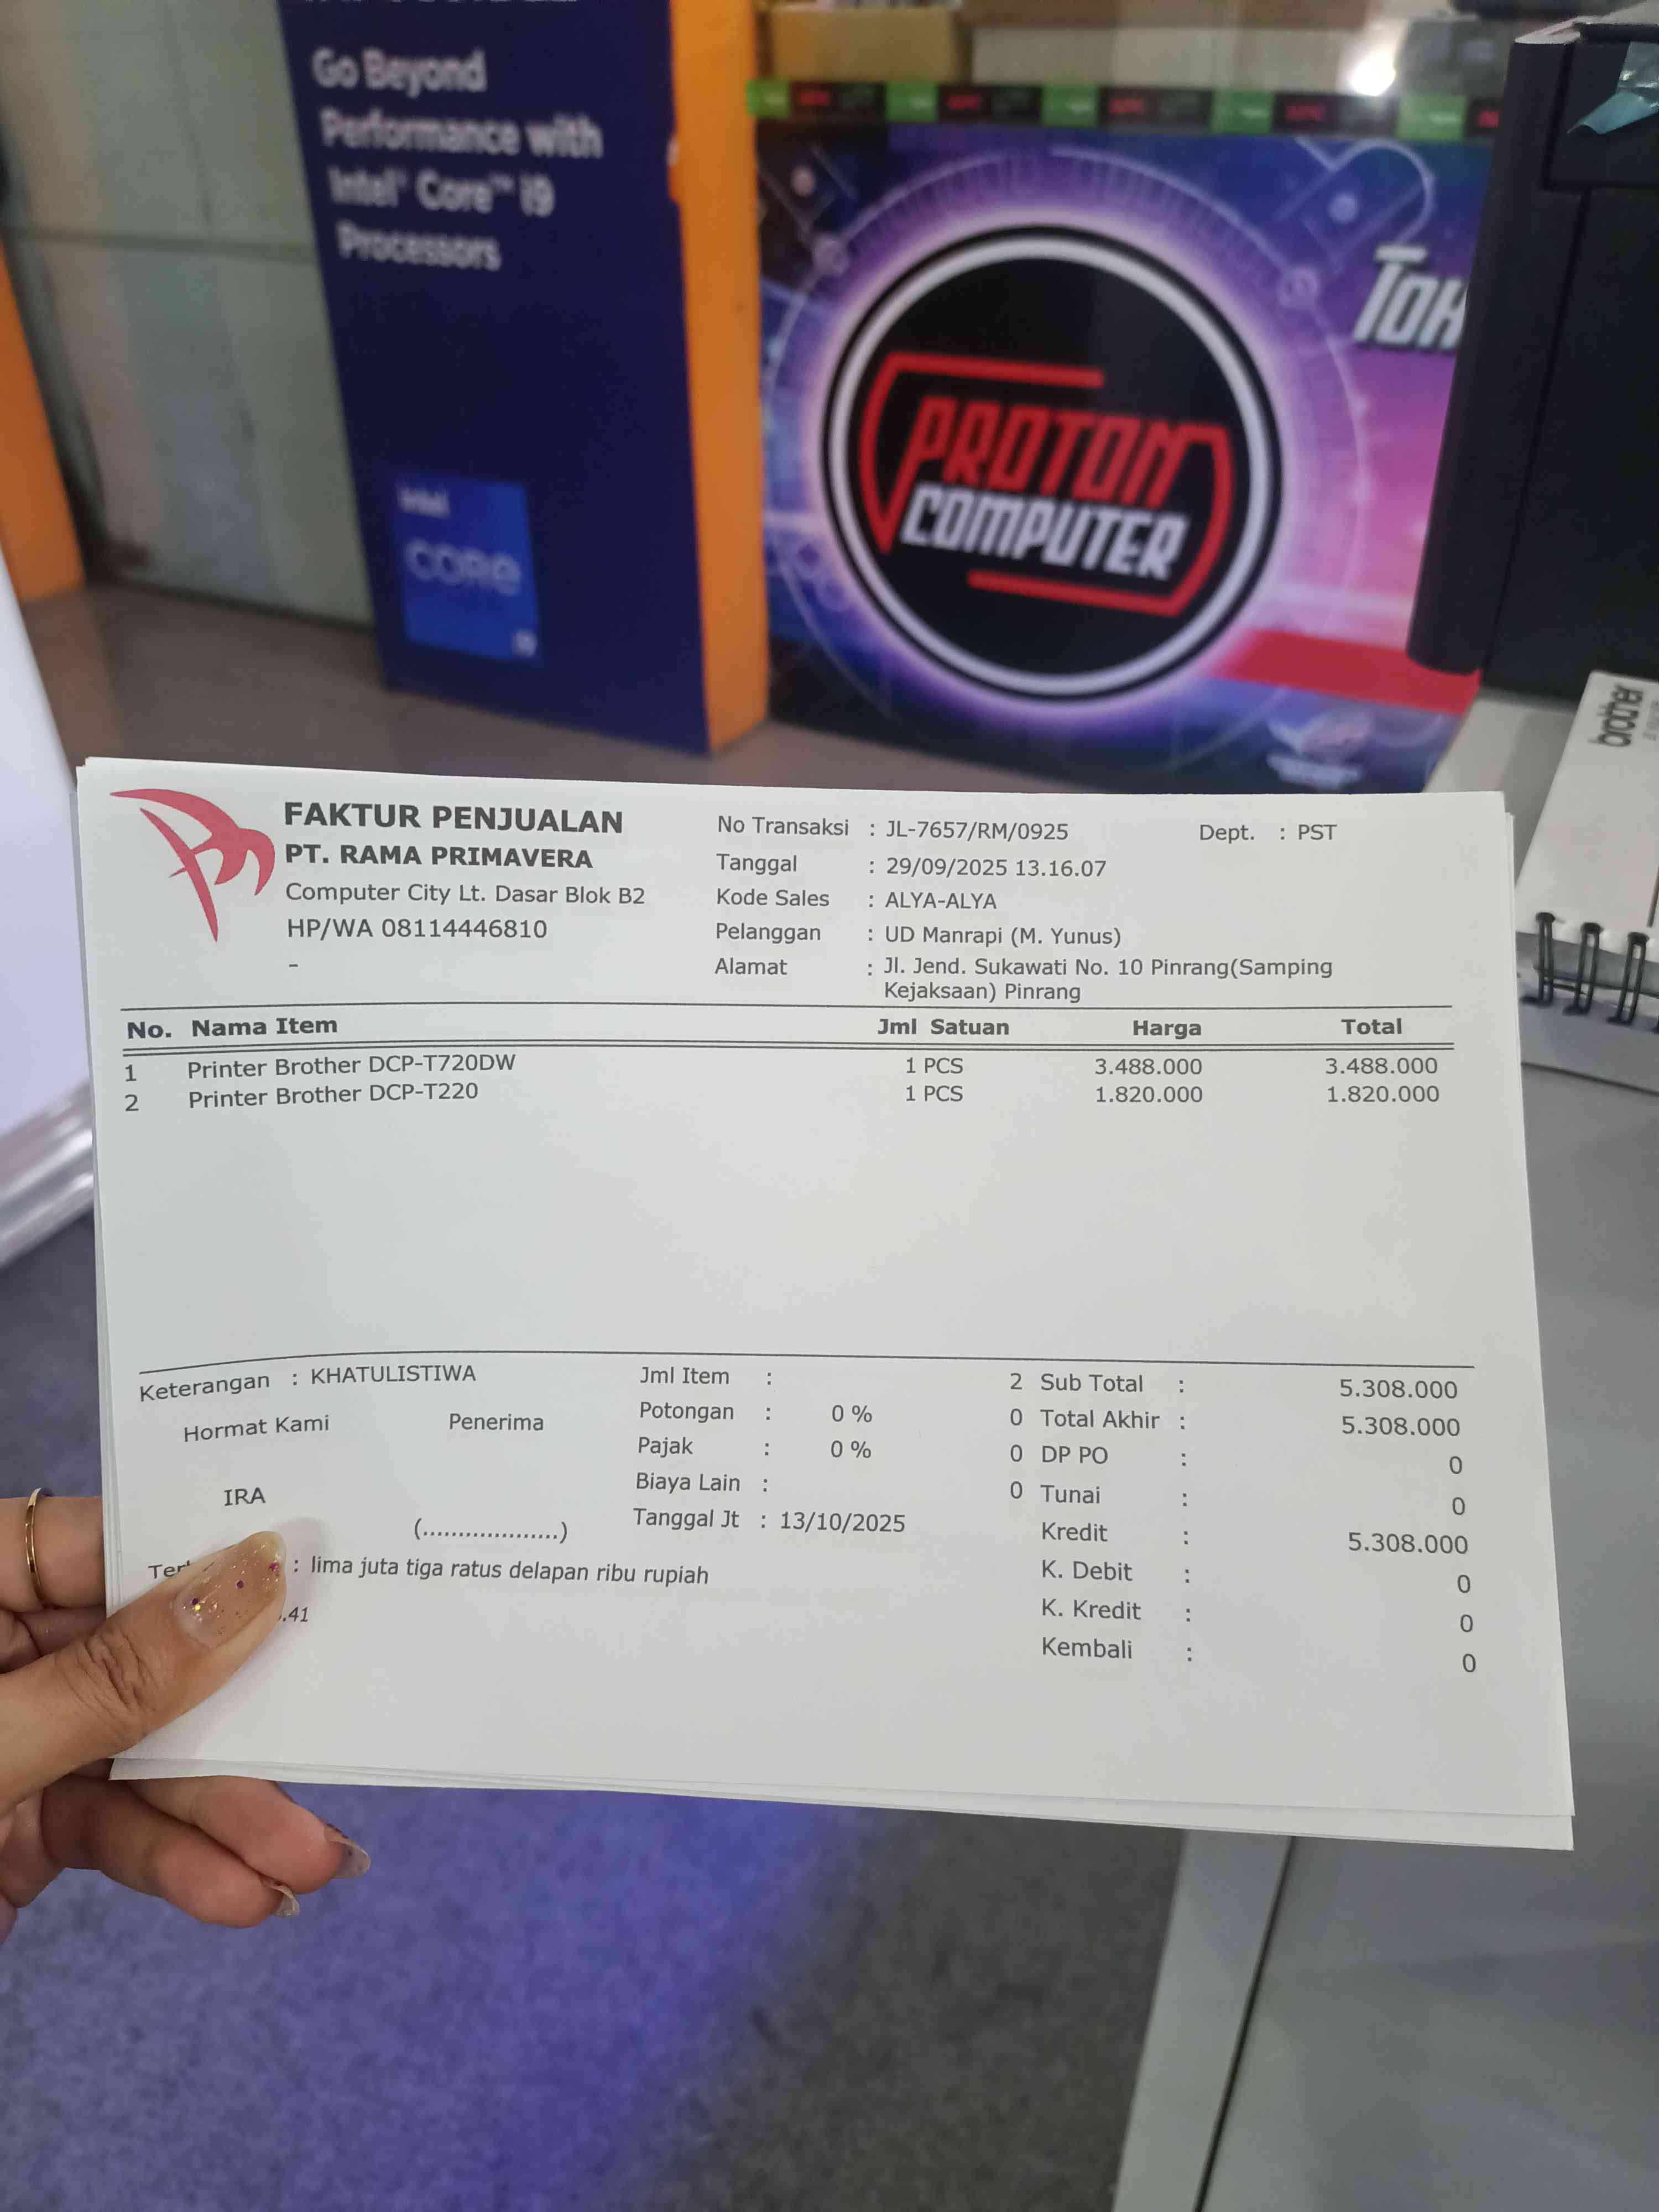 Go Beyond
Performance with
Intel® Core™ i9
Processors
intel
CORE
i9
PROTON
COMPUTER
brother
FAKTUR PENJUALAN
PT. RAMA PRIMAVERA
Computer City Lt. Dasar Blok B2
HP/WA 08114446810
-
No Transaksi : JL-7657/RM/0925 Dept. : PST
Tanggal : 29/09/2025 13.16.07
Kode Sales : ALYA-ALYA
Pelanggan : UD Manrapi (M. Yunus)
Alamat : Jl. Jend. Sukawati No. 10 Pinrang(Samping
Kejaksaan) Pinrang
No. Nama Item Jml Satuan Harga Total
1 Printer Brother DCP-T720DW 1 PCS 3.488.000 3.488.000
2 Printer Brother DCP-T220 1 PCS 1.820.000 1.820.000
Keterangan : KHATULISTIWA
Hormat Kami Penerima
IRA
(...................)
Jml Item : 2
Potongan : 0 % 0
Pajak : 0 % 0
Biaya Lain : 0
Tanggal Jt : 13/10/2025
Sub Total : 5.308.000
Total Akhir : 5.308.000
DP PO : 0
Tunai : 0
Kredit : 5.308.000
K. Debit : 0
K. Kredit : 0
Kembali : 0
: lima juta tiga ratus delapan ribu rupiah
.41